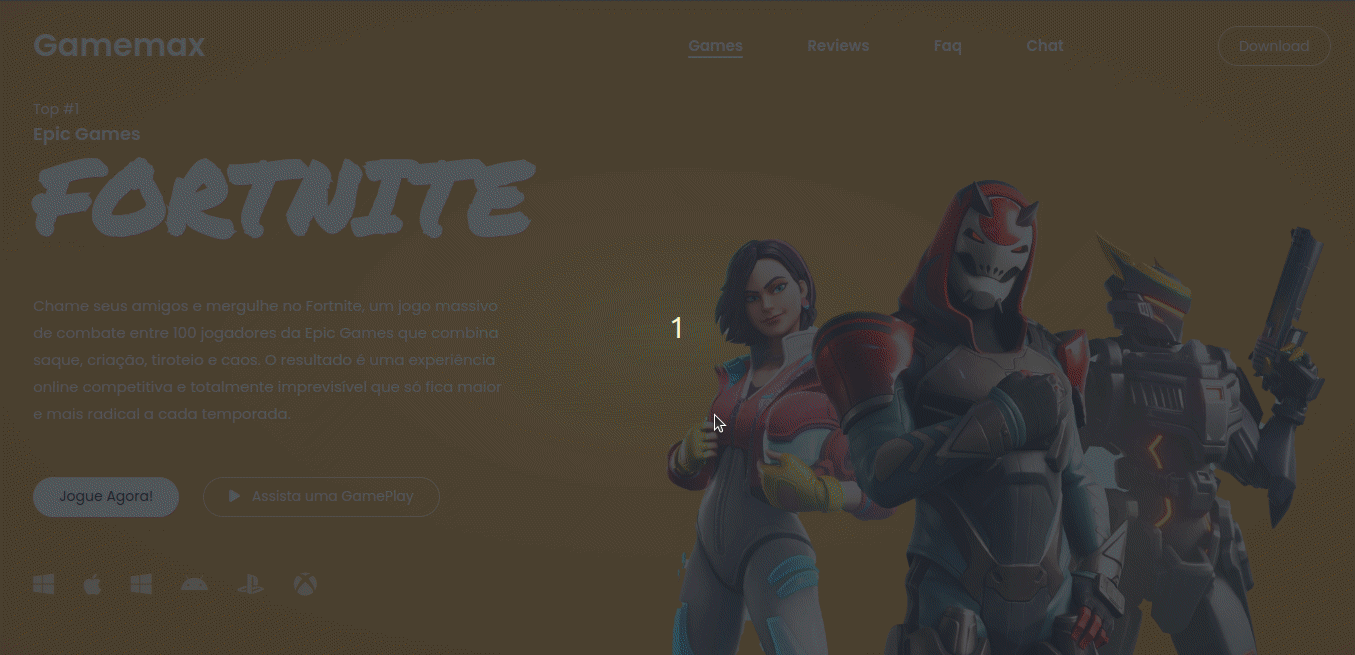 Gamemax
Games Reviews Faq Chat
Download
Top #1
Epic Games
FORTNITE
Chame seus amigos e mergulhe no Fortnite, um jogo massivo
de combate entre 100 jogadores da Epic Games que combina
saque, criação, tiroteio e caos. O resultado é uma experiência
online competitiva e totalmente imprevisível que só fica maior
e mais radical a cada temporada.
1
Jogue Agora!
Assista uma GamePlay